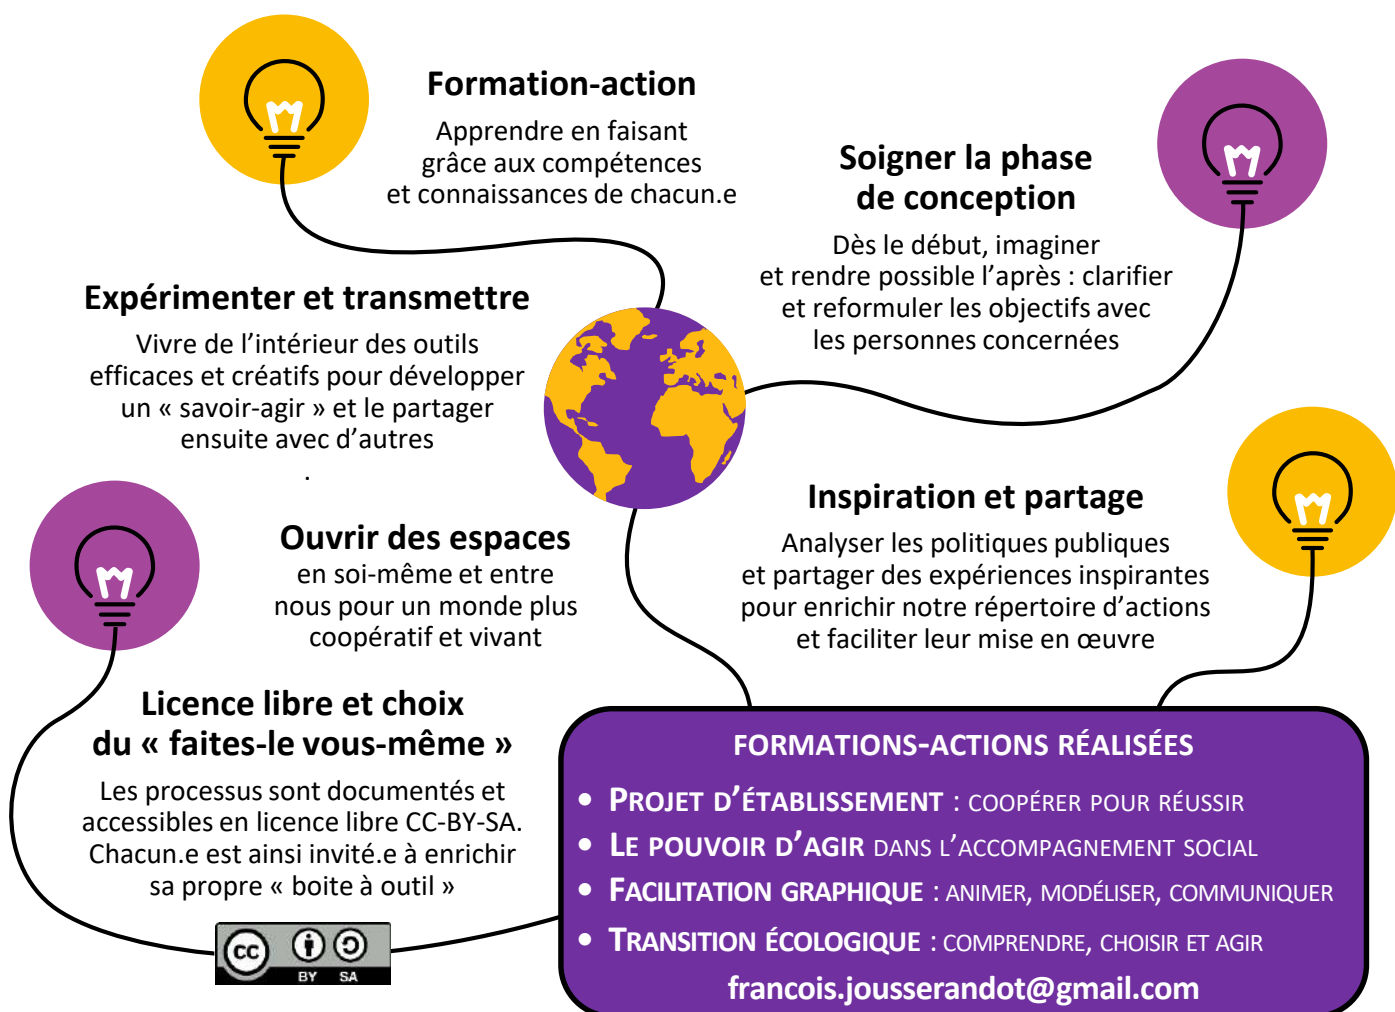 Formation-action
Apprendre en faisant
grâce aux compétences
et connaissances de chacun.e
Soigner la phase
de conception
Dès le début, imaginer
et rendre possible l’après : clarifier
et reformuler les objectifs avec
les personnes concernées
Expérimenter et transmettre
Vivre de l’intérieur des outils
efficaces et créatifs pour développer
un « savoir-agir » et le partager
ensuite avec d’autres
.
Ouvrir des espaces
en soi-même et entre
nous pour un monde plus
coopératif et vivant
Inspiration et partage
Analyser les politiques publiques
et partager des expériences inspirantes
pour enrichir notre répertoire d’actions
et faciliter leur mise en œuvre
Licence libre et choix
du « faites-le vous-même »
Les processus sont documentés et
accessibles en licence libre CC-BY-SA.
Chacun.e est ainsi invité.e à enrichir
sa propre « boite à outil »
cc BY SA
FORMATIONS-ACTIONS RÉALISÉES
• PROJET D’ÉTABLISSEMENT : COOPÉRER POUR RÉUSSIR
• LE POUVOIR D’AGIR DANS L’ACCOMPAGNEMENT SOCIAL
• FACILITATION GRAPHIQUE : ANIMER, MODÉLISER, COMMUNIQUER
• TRANSITION ÉCOLOGIQUE : COMPRENDRE, CHOISIR ET AGIR
francois.jousserandot@gmail.com